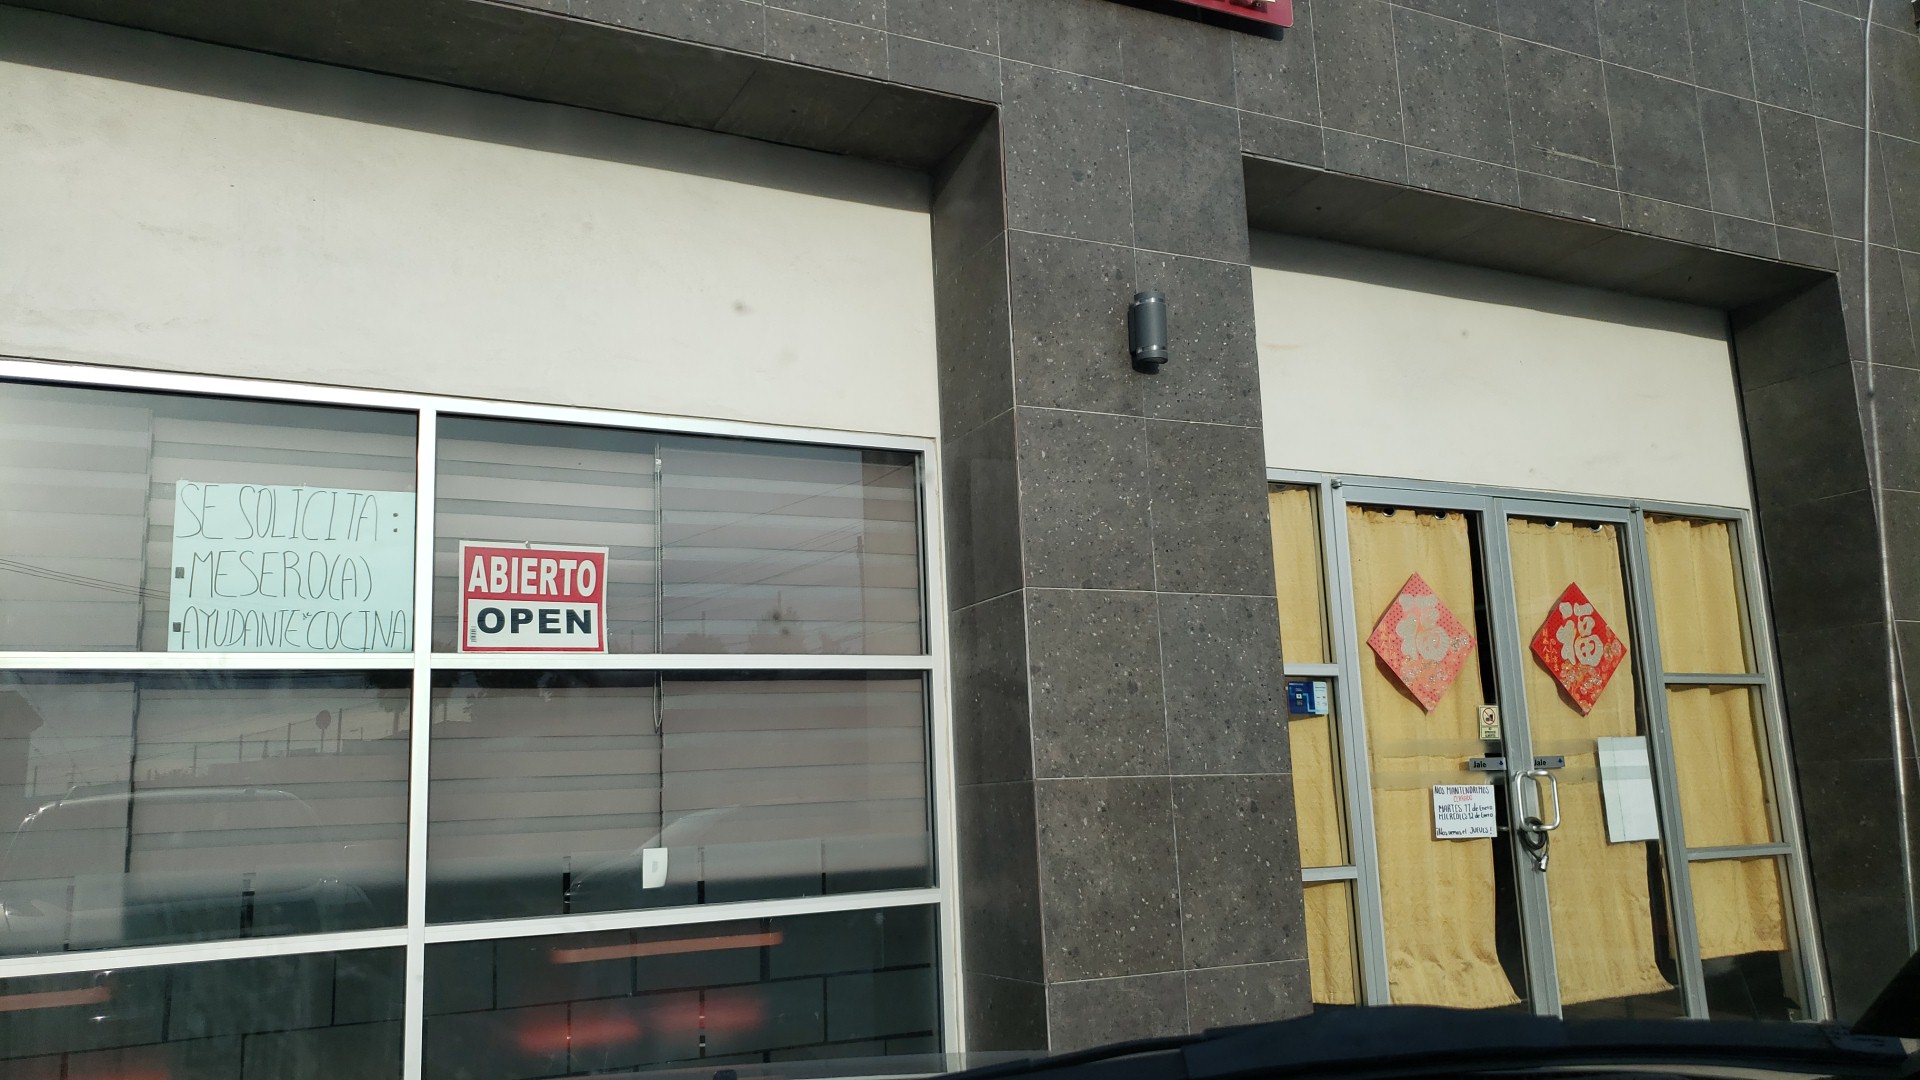 SE SOLICITA:
· MESERO(A)
· AYUDANTE COCINA
ABIERTO
OPEN
福
福
Jale
Jale
NOS MANTENDREMOS
CERRADO
MARTES 11 de Enero
MIERCOLES 12 de Enero
JUEVES!